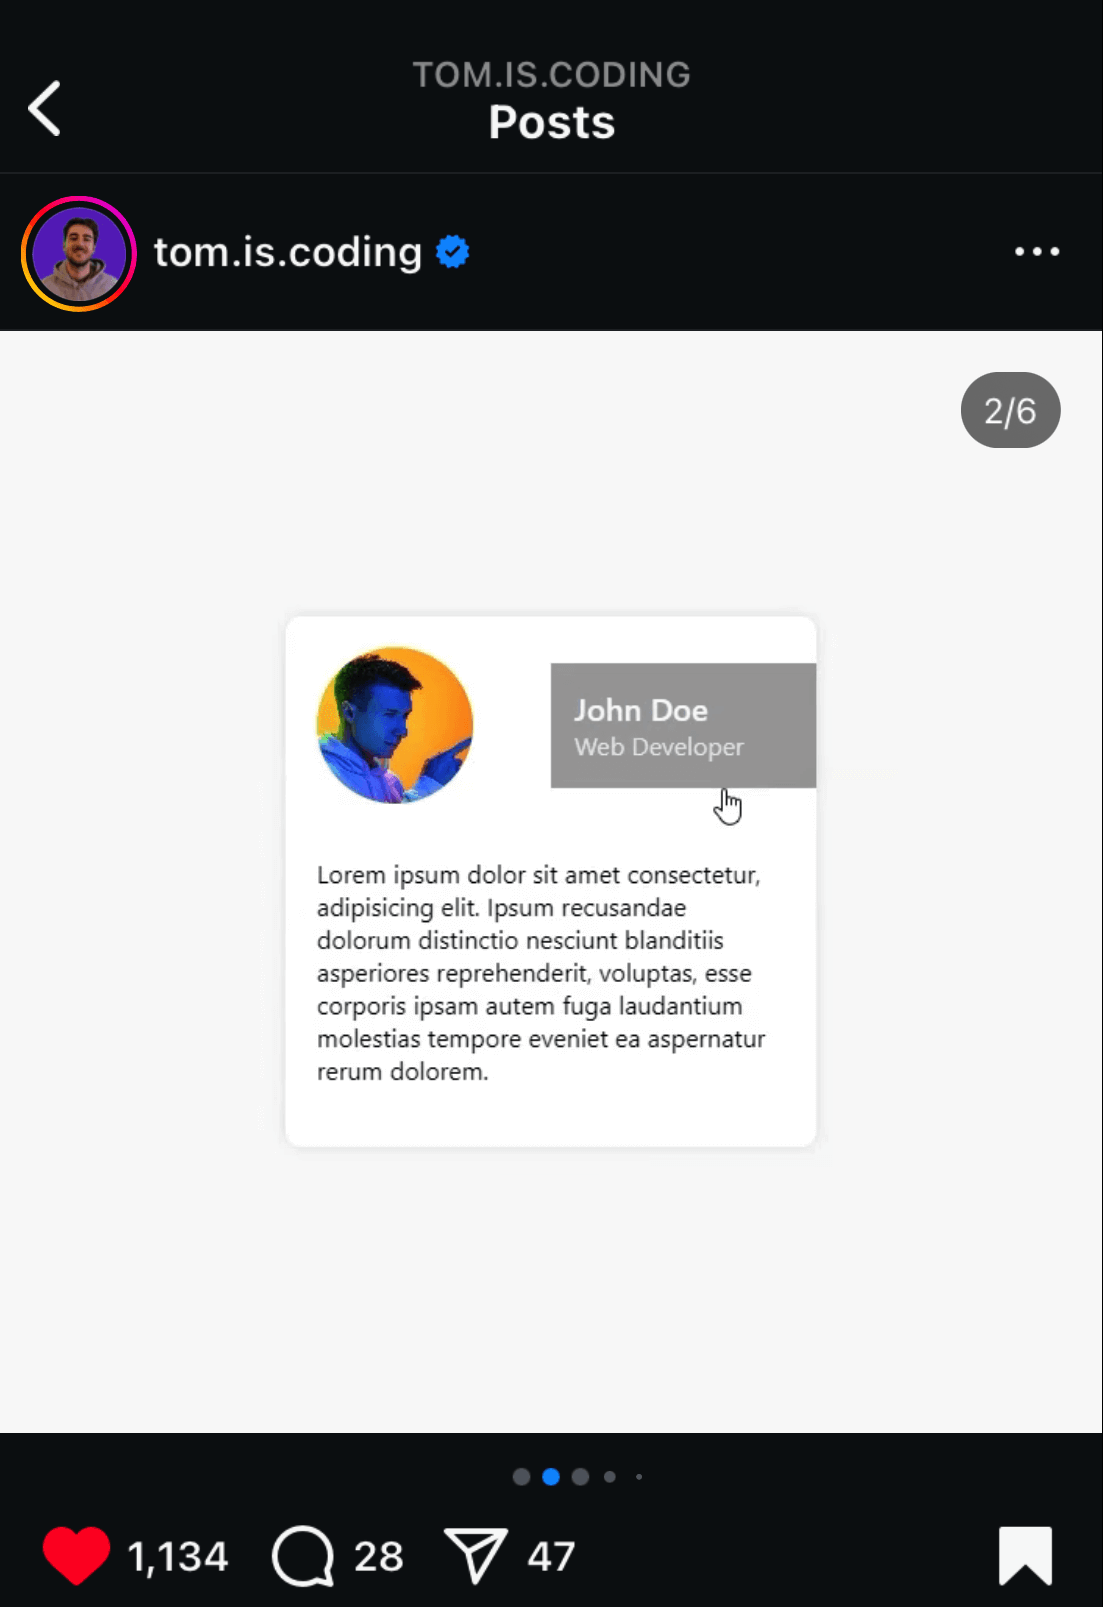 TOM.IS.CODING
Posts
tom.is.coding
2/6
John Doe
Web Developer
Lorem ipsum dolor sit amet consectetur,
adipisicing elit. Ipsum recusandae
dolorum distinctio nesciunt blanditiis
asperiores reprehenderit, voluptas, esse
corporis ipsam autem fuga laudantium
molestias tempore eveniet ea aspernatur
rerum dolorem.
1,134 28 47